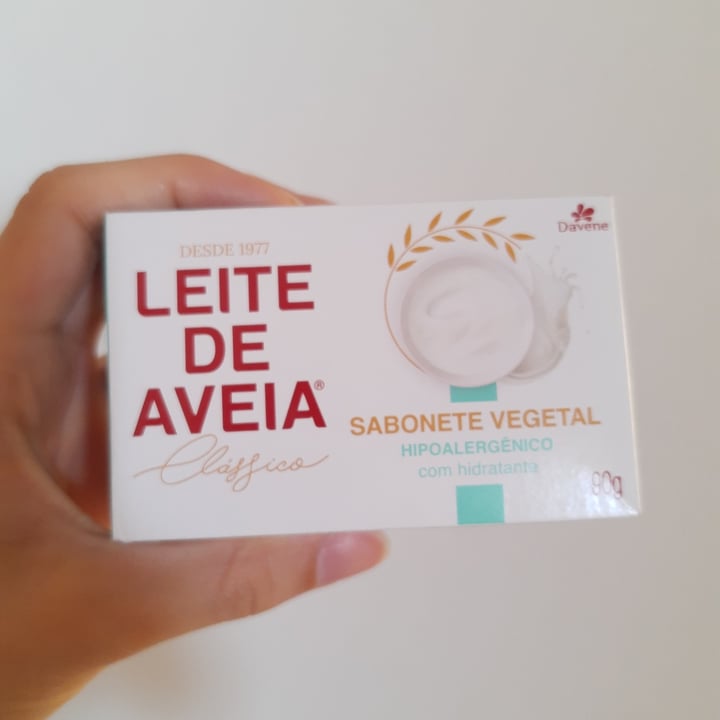 DESDE 1977
LEITE
DE
AVEIA®
Clássico
Davene
SABONETE VEGETAL
HIPOALERGÊNICO
com hidratante
90g